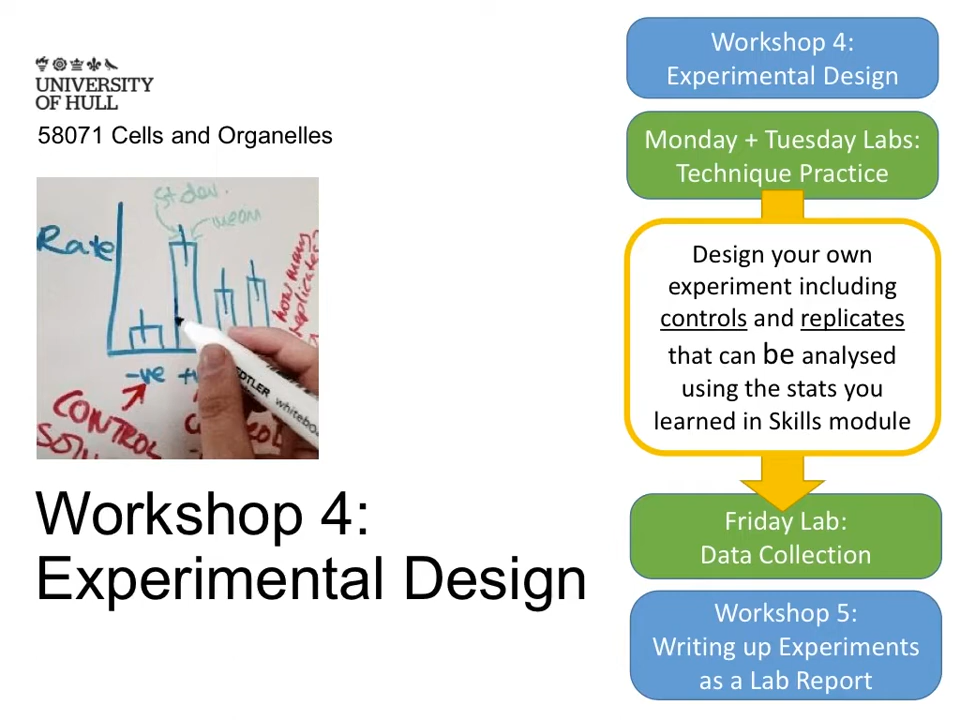 UNIVERSITY
OF HULL
58071 Cells and Organelles
st dev.
mean
Rate
how many
replicates?
-ve
CONTROL
STAEDTLER
whiteboa
Workshop 4:
Experimental Design
Workshop 4:
Experimental Design
Monday + Tuesday Labs:
Technique Practice
Design your own
experiment including
controls and replicates
that can be analysed
using the stats you
learned in Skills module
Friday Lab:
Data Collection
Workshop 5:
Writing up Experiments
as a Lab Report